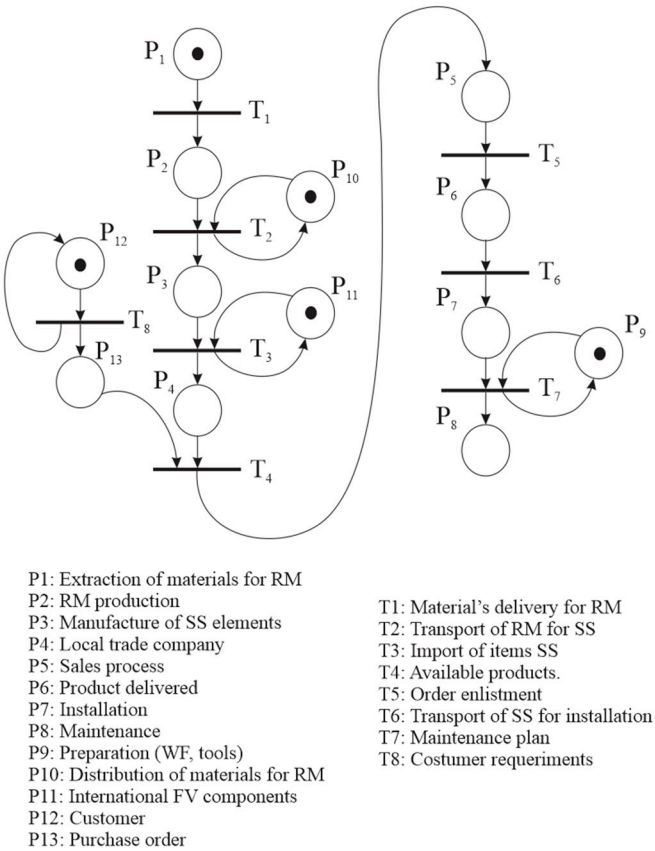 P1
T1
P2
P10
T2
P12
P3
P11
T8
T3
P13
P4
T4
P5
T5
P6
T6
P7
P9
T7
P8
P1: Extraction of materials for RM
P2: RM production
P3: Manufacture of SS elements
P4: Local trade company
P5: Sales process
P6: Product delivered
P7: Installation
P8: Maintenance
P9: Preparation (WF, tools)
P10: Distribution of materials for RM
P11: International FV components
P12: Customer
P13: Purchase order
T1: Material's delivery for RM
T2: Transport of RM for SS
T3: Import of items SS
T4: Available products.
T5: Order enlistment
T6: Transport of SS for installation
T7: Maintenance plan
T8: Costumer requeriments